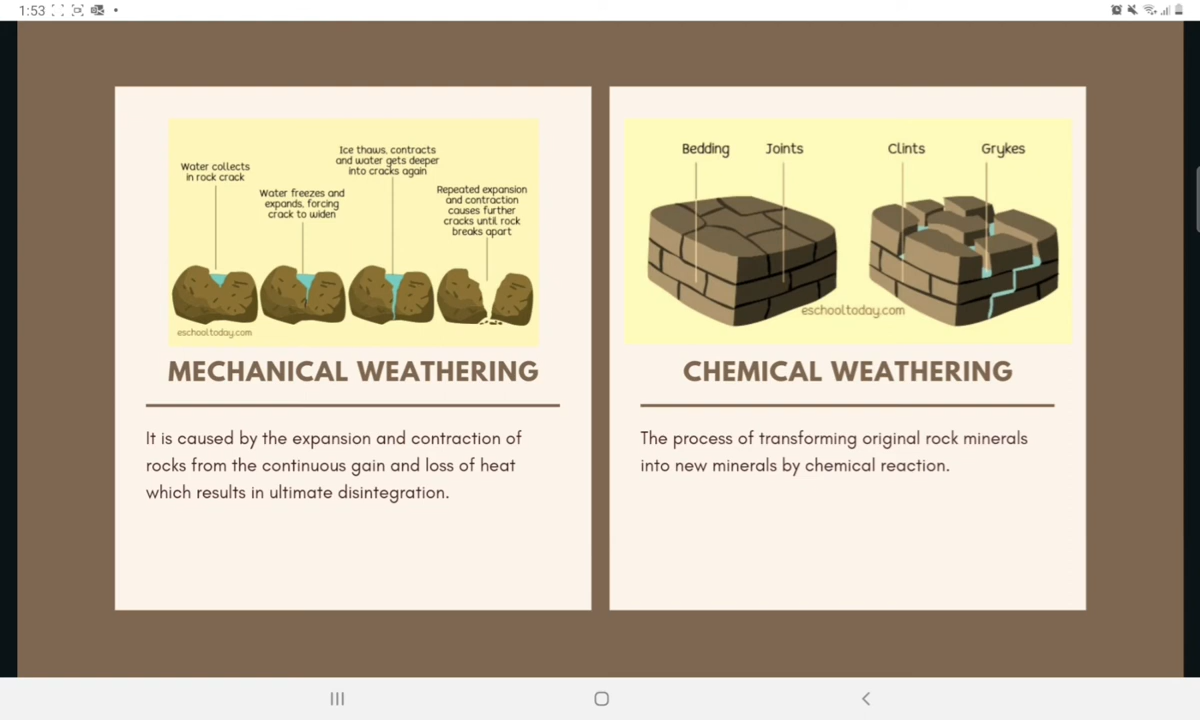 1:53
Water collects
in rock crack
Water freezes and
expands, forcing
crack to widen
Ice thaws, contracts
and water gets deeper
into cracks again
Repeated expansion
and contraction
causes further
cracks until rock
breaks apart
eschooltoday.com
MECHANICAL WEATHERING
It is caused by the expansion and contraction of
rocks from the continuous gain and loss of heat
which results in ultimate disintegration.
Bedding
Joints
Clints
Grykes
eschooltoday.com
CHEMICAL WEATHERING
The process of transforming original rock minerals
into new minerals by chemical reaction.